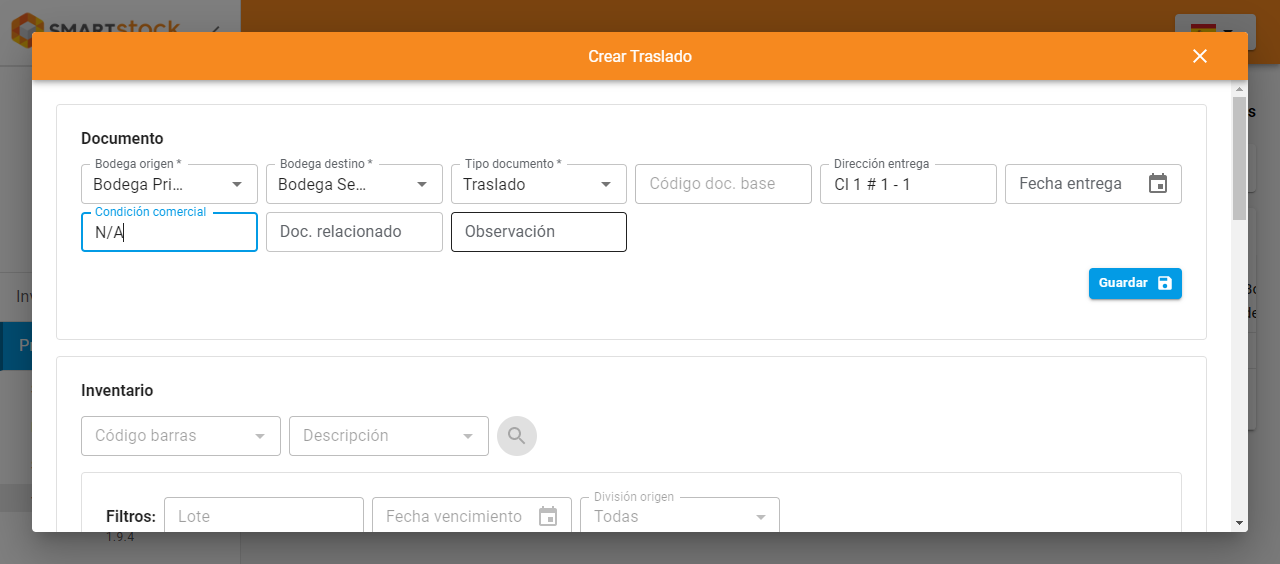 SMARTSTOCK
Crear Traslado
Documento
Bodega origen * Bodega destino * Tipo documento * Dirección entrega
Bodega Pri... Bodega Se... Traslado Código doc. base Cl 1 # 1 - 1 Fecha entrega
Condición comercial
N/A Doc. relacionado Observación
Guardar
Inventario
Código barras Descripción
División origen
Filtros: Lote Fecha vencimiento Todas
1.9.4